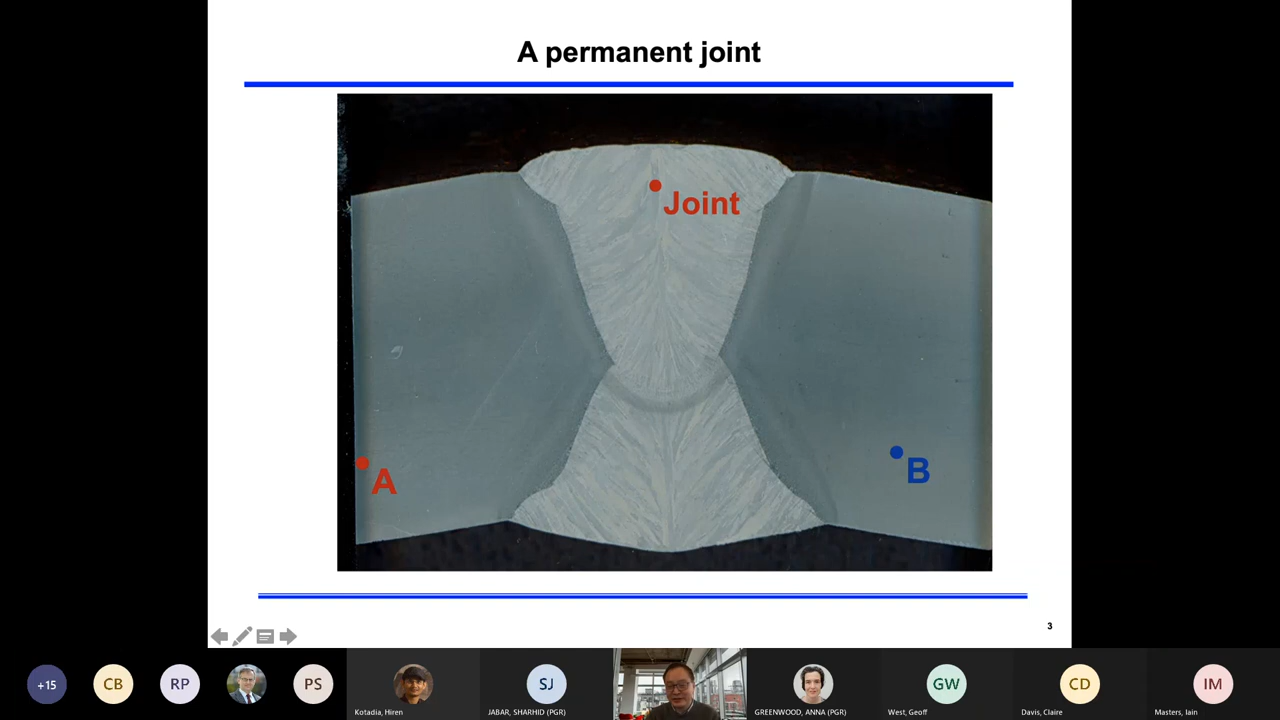 A permanent joint
Joint
A
B
3
+15
CB
RP
PS
SJ
GW
CD
IM
Kotadia, Hiren
JABAR, SHARHID (PGR)
GREENWOOD, ANNA (PGR)
West, Geoff
Davis, Claire
Masters, Iain